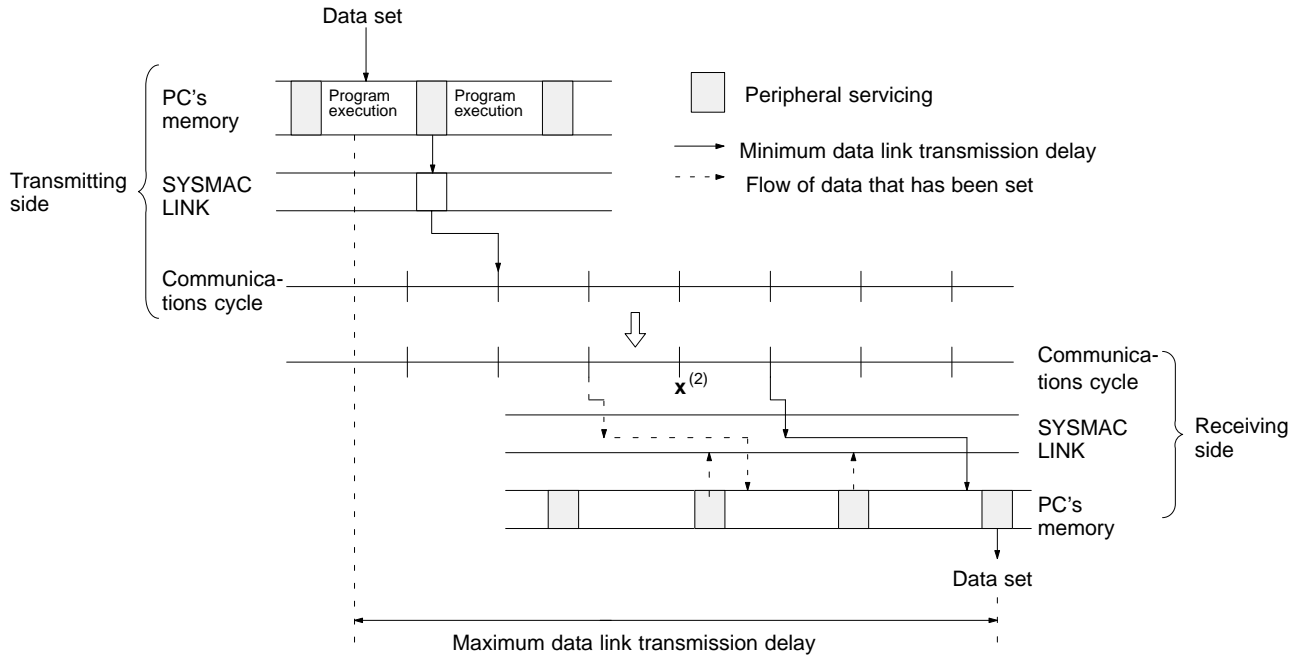 Data set
Program
execution
Program
execution
PC's
memory
Peripheral servicing
Minimum data link transmission delay
Flow of data that has been set
Transmitting
side
SYSMAC
LINK
Communica-
tions cycle
Communica-
tions cycle
x (2)
SYSMAC
LINK
Receiving
side
PC's
memory
Data set
Maximum data link transmission delay